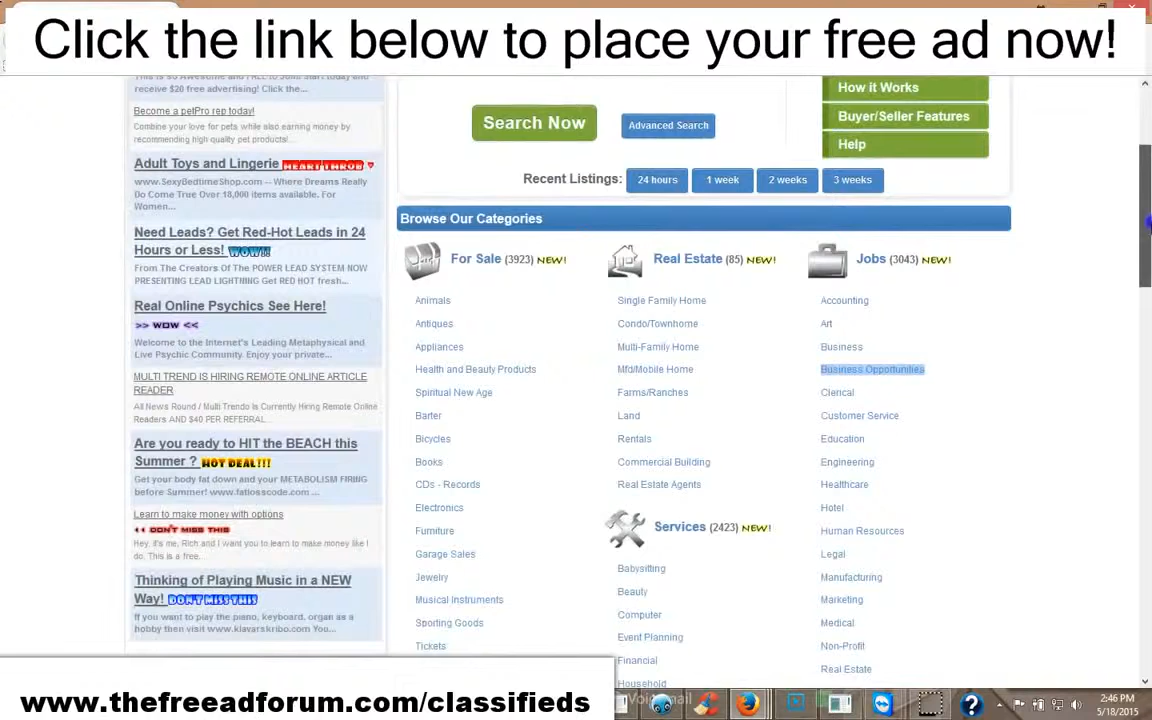 Click the link below to place your free ad now!
receive $20 free advertising! Click the...
Become a petPro rep today!
Combine your love for pets while also earning money by
recommending high quality pet products!...
Adult Toys and Lingerie HEART THROB
www.SexyBedtimeShop.com -- Where Dreams Really
Do Come True Over 18,000 items available. For
Women...
Need Leads? Get Red-Hot Leads in 24
Hours or Less! WOW!!
From The Creators Of The POWER LEAD SYSTEM NOW
PRESENTING LEAD LIGHTNING Get RED HOT fresh...
Real Online Psychics See Here!
>> WOW <<
Welcome to the Internet's Leading Metaphysical and
Live Psychic Community. Enjoy your private...
MULTI TREND IS HIRING REMOTE ONLINE ARTICLE
READER
All News Round / Multi Trendo Is Currently Hiring Remote Online
Readers AND $40 PER REFERRAL...
Are you ready to HIT the BEACH this
Summer ? HOT DEAL!!!
Get your body fat down and your METABOLISM FIRING
before Summer! www.fatlosscode.com ...
Learn to make money with options
<< DON'T MISS THIS
Hey, it's me, Rich and I want you to learn to make money like I
do. This is a free...
Thinking of Playing Music in a NEW
Way! DON'T MISS THIS
If you want to play the piano, keyboard, organ as a
hobby then visit www.klavarskribo.com You...
Search Now
Advanced Search
How it Works
Buyer/Seller Features
Help
Recent Listings: 24 hours 1 week 2 weeks 3 weeks
Browse Our Categories
For Sale (3923) NEW!
Animals
Antiques
Appliances
Health and Beauty Products
Spiritual New Age
Barter
Bicycles
Books
CDs - Records
Electronics
Furniture
Garage Sales
Jewelry
Musical Instruments
Sporting Goods
Tickets
Real Estate (85) NEW!
Single Family Home
Condo/Townhome
Multi-Family Home
Mfd/Mobile Home
Farms/Ranches
Land
Rentals
Commercial Building
Real Estate Agents
Services (2423) NEW!
Babysitting
Beauty
Computer
Event Planning
Financial
Household
Jobs (3043) NEW!
Accounting
Art
Business
Business Opportunities
Clerical
Customer Service
Education
Engineering
Healthcare
Hotel
Human Resources
Legal
Manufacturing
Marketing
Medical
Non-Profit
Real Estate
www.thefreeadforum.com/classifieds
2:46 PM
5/18/2015